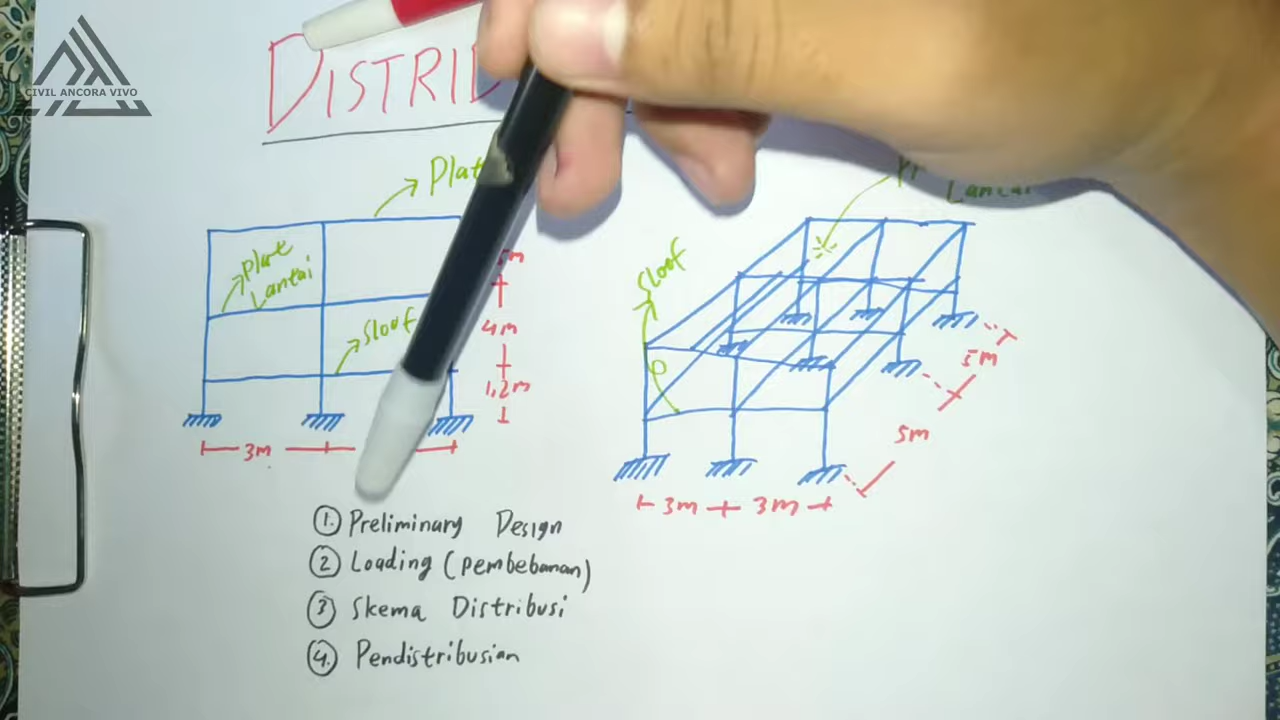 CIVIL ANCORA VIVO
Plat
Plat
Lantai
Sloof
4m
1,2m
3m
Lantai
Sloof
5m
5m
3m
3m
1. Preliminary Design
2 Loading (pembebanan)
3 Skema Distribusi
4. Pendistribusian